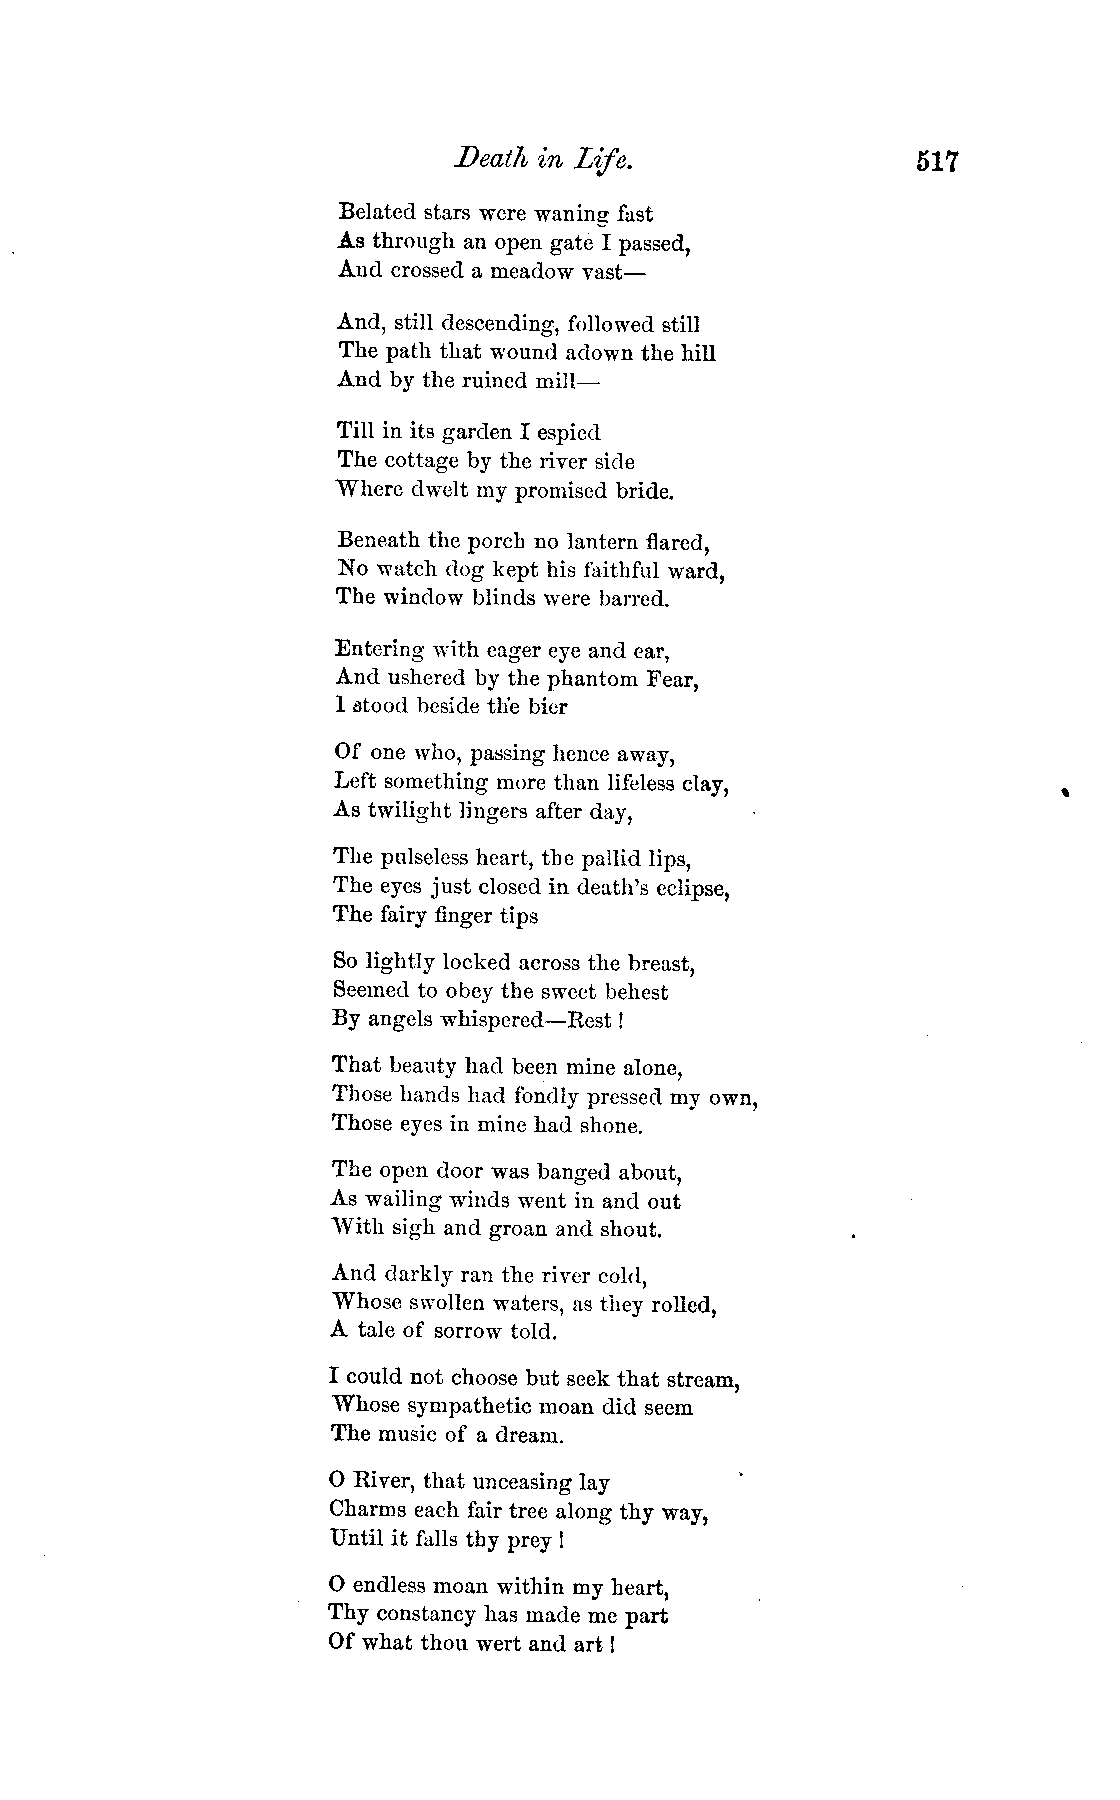 Death in Life. 517
Belated stars were waning fast
As through an open gate I passed,
And crossed a meadow vast—
And, still descending, followed still
The path that wound adown the hill
And by the ruined mill—
Till in its garden I espied
The cottage by the river side
Where dwelt my promised bride.
Beneath the porch no lantern flared,
No watch dog kept his faithful ward,
The window blinds were barred.
Entering with eager eye and ear,
And ushered by the phantom Fear,
I stood beside the bier
Of one who, passing hence away,
Left something more than lifeless clay,
As twilight lingers after day,
The pulseless heart, the pallid lips,
The eyes just closed in death's eclipse,
The fairy finger tips
So lightly locked across the breast,
Seemed to obey the sweet behest
By angels whispered—Rest!
That beauty had been mine alone,
Those hands had fondly pressed my own,
Those eyes in mine had shone.
The open door was banged about,
As wailing winds went in and out
With sigh and groan and shout.
And darkly ran the river cold,
Whose swollen waters, as they rolled,
A tale of sorrow told.
I could not choose but seek that stream,
Whose sympathetic moan did seem
The music of a dream.
O River, that unceasing lay
Charms each fair tree along thy way,
Until it falls thy prey!
O endless moan within my heart,
Thy constancy has made me part
Of what thou wert and art!